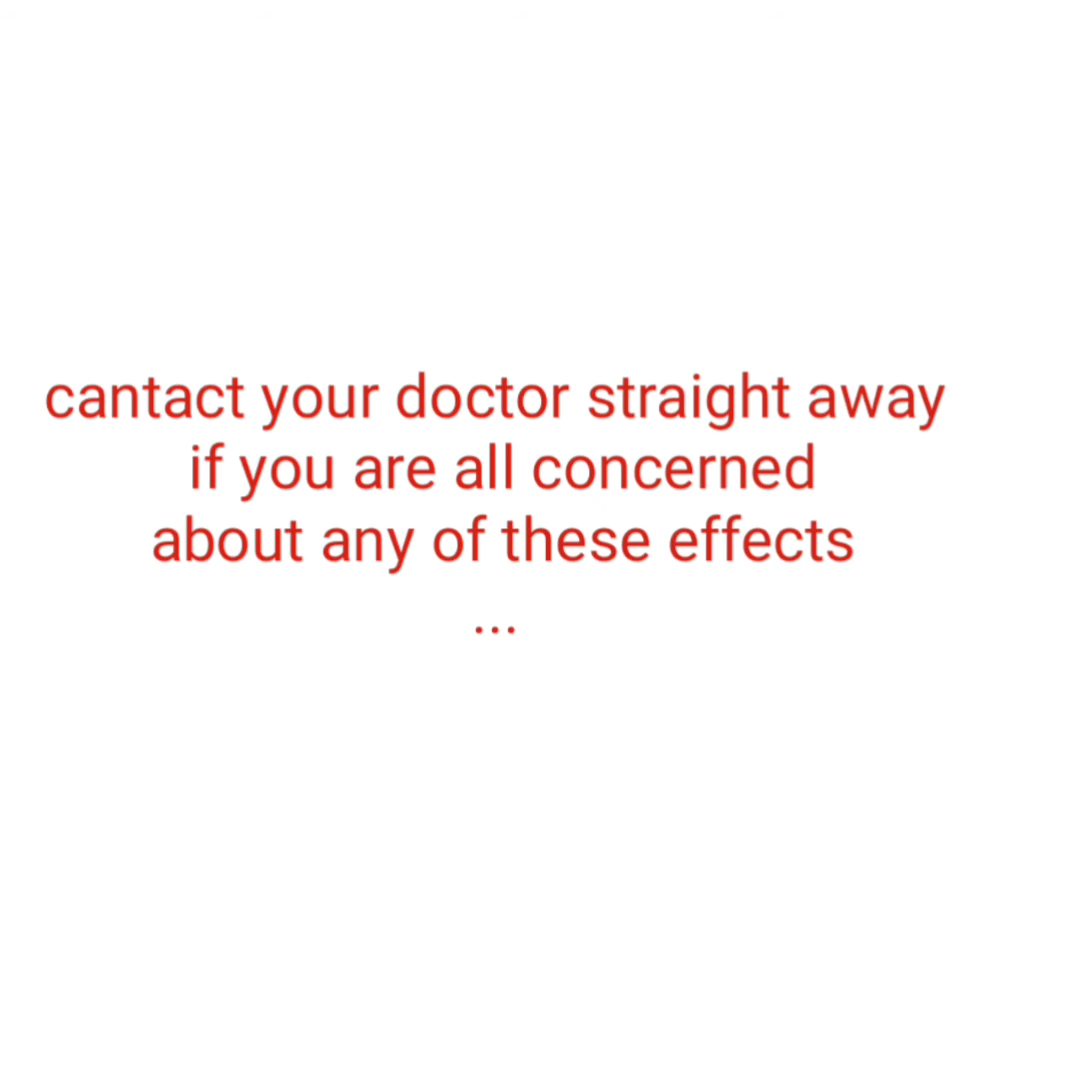 cantact your doctor straight away
if you are all concerned
about any of these effects
...